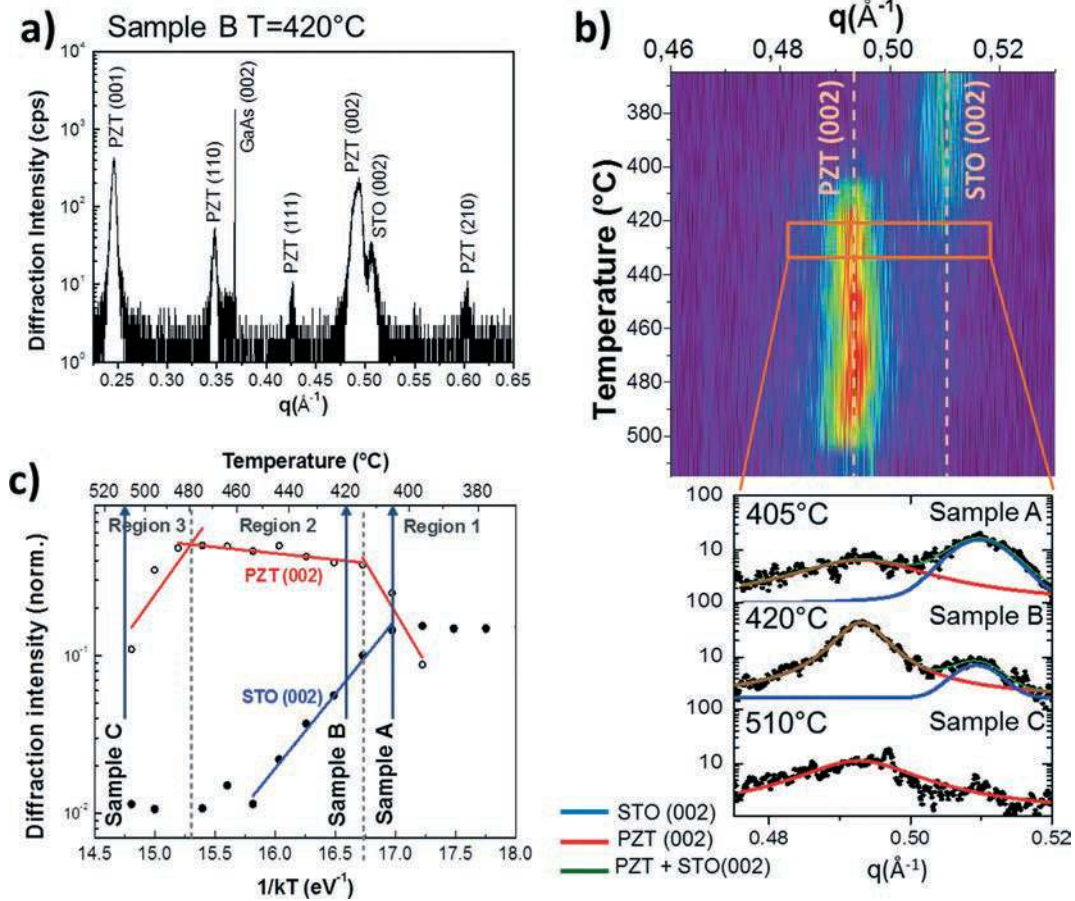 a)
Sample B T=420°C
Diffraction Intensity (cps)
10⁴
10³
10²
10¹
10⁰
PZT (001)
PZT (110)
GaAs (002)
PZT (111)
PZT (002)
STO (002)
PZT (210)
0.25 0.30 0.35 0.40 0.45 0.50 0.55 0.60 0.65
q(Å⁻¹)
b)
q(Å⁻¹)
0,46 0,48 0,50 0,52
Temperature (°C)
380
400
420
440
460
480
500
PZT (002)
STO (002)
100
405°C Sample A
10
100
420°C Sample B
10
100
510°C Sample C
10
0.48 0.50 0.52
q(Å⁻¹)
STO (002)
PZT (002)
PZT + STO(002)
c)
Temperature (°C)
520 500 480 460 440 420 400 380
Region 3 Region 2 Region 1
Diffraction intensity (norm.)
10⁻¹
10⁻²
PZT (002)
STO (002)
Sample C
Sample B
Sample A
14.5 15.0 15.5 16.0 16.5 17.0 17.5 18.0
1/kT (eV⁻¹)